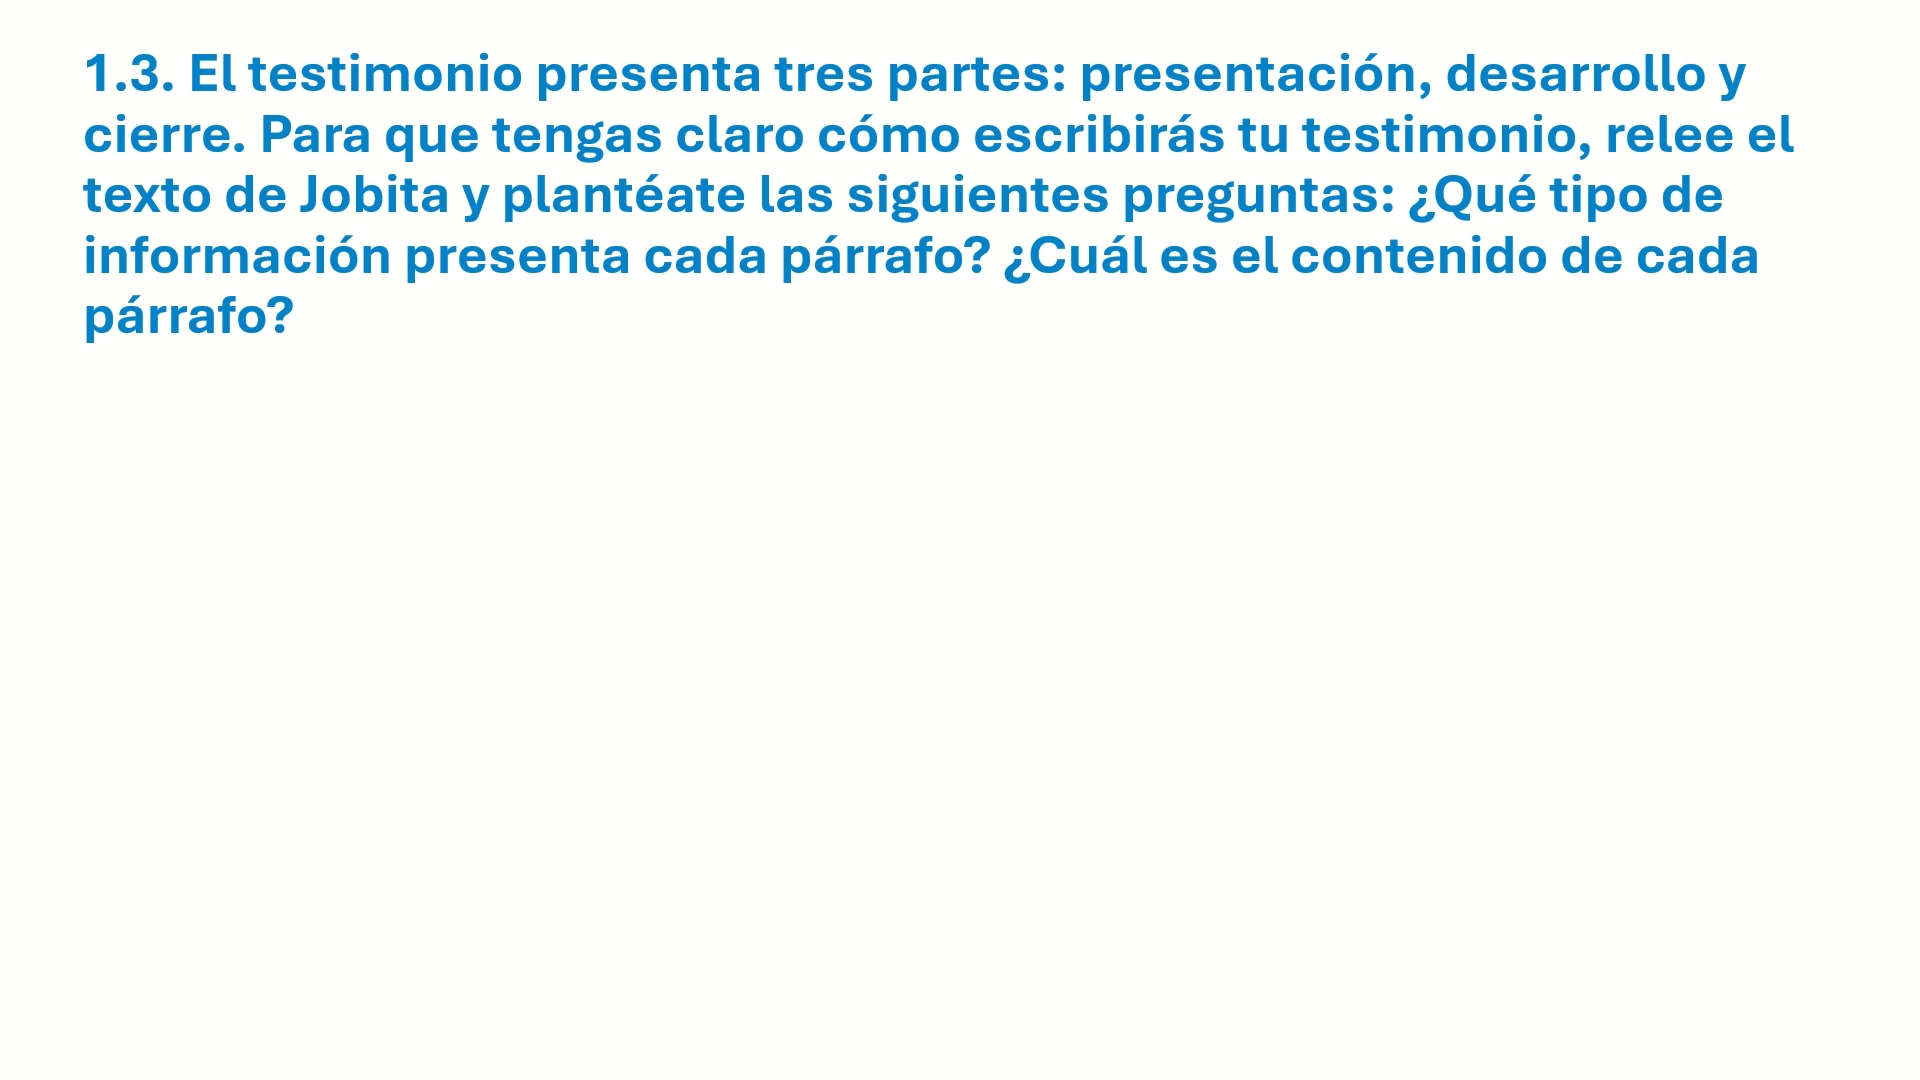 1.3. El testimonio presenta tres partes: presentación, desarrollo y
cierre. Para que tengas claro cómo escribirás tu testimonio, relee el
texto de Jobita y plantéate las siguientes preguntas: ¿Qué tipo de
información presenta cada párrafo? ¿Cuál es el contenido de cada
párrafo?